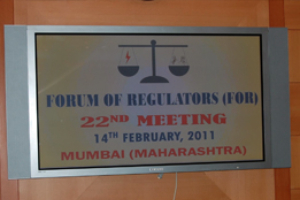 FORUM OF REGULATORS (FOR)
22ND MEETING
14TH FEBRUARY, 2011
MUMBAI (MAHARASHTRA)